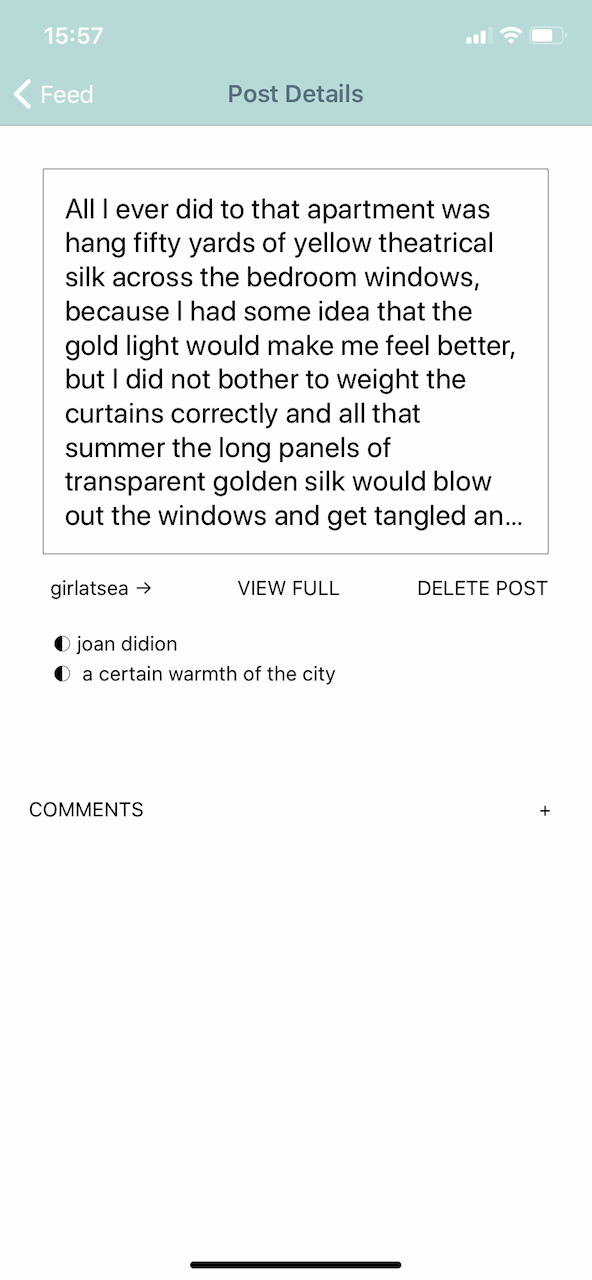 15:57
Feed
Post Details
All I ever did to that apartment was
hang fifty yards of yellow theatrical
silk across the bedroom windows,
because I had some idea that the
gold light would make me feel better,
but I did not bother to weight the
curtains correctly and all that
summer the long panels of
transparent golden silk would blow
out the windows and get tangled an...
girlatsea → VIEW FULL DELETE POST
◐ joan didion
◐ a certain warmth of the city
COMMENTS +